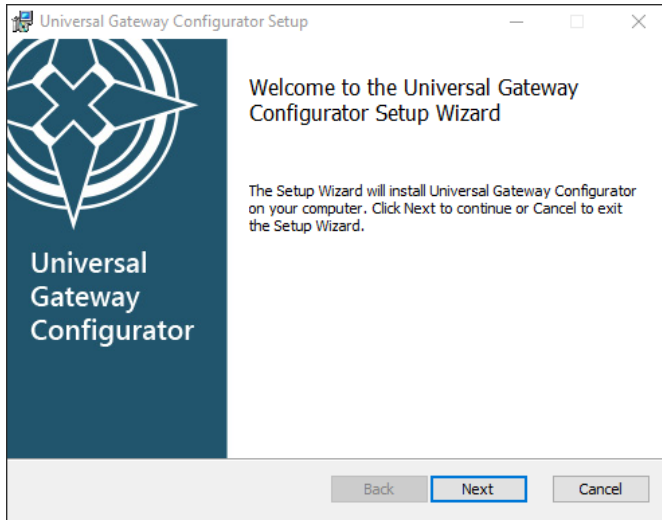 Universal Gateway Configurator Setup
Welcome to the Universal Gateway
Configurator Setup Wizard
The Setup Wizard will install Universal Gateway Configurator
on your computer. Click Next to continue or Cancel to exit
the Setup Wizard.
Universal
Gateway
Configurator
Back
Next
Cancel